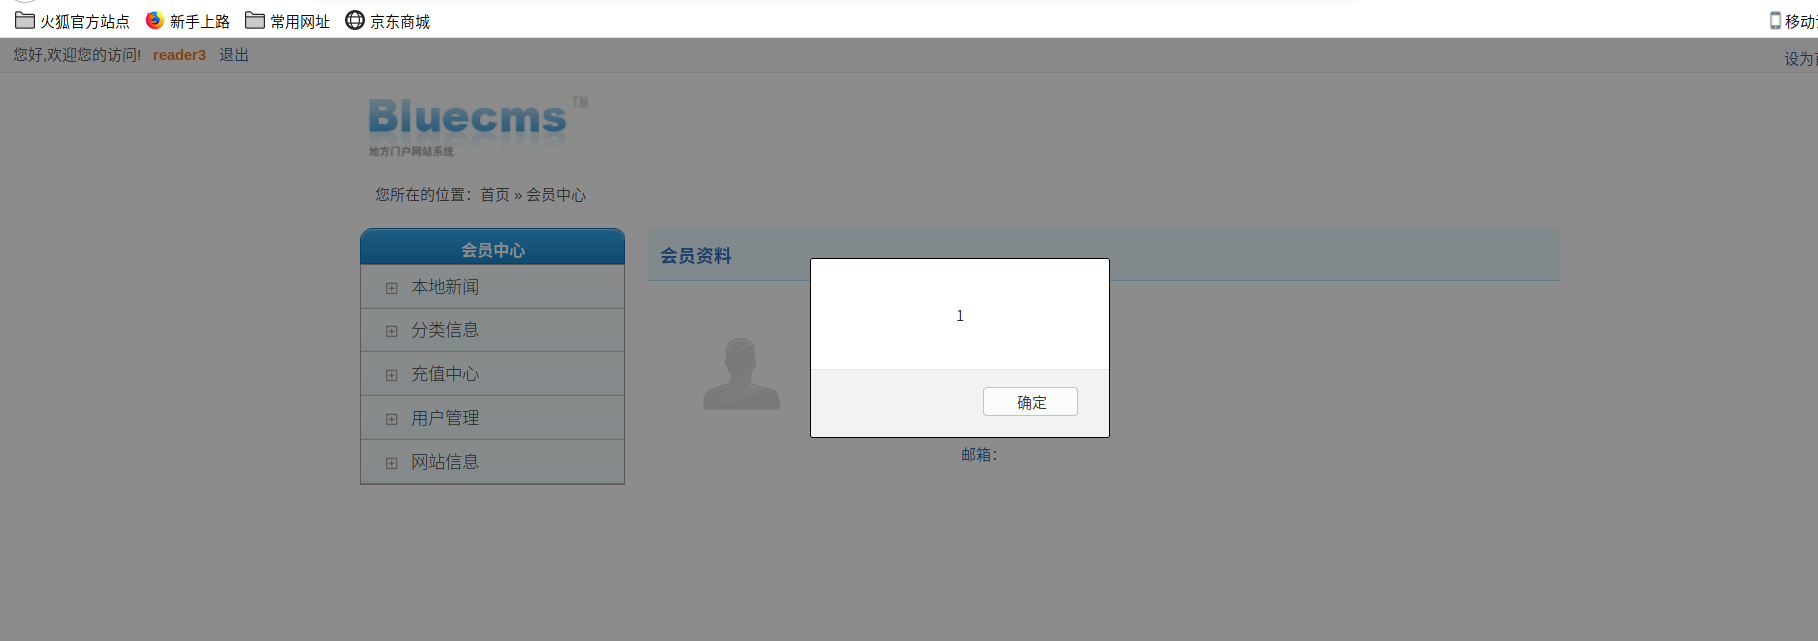 火狐官方站点 新手上路 常用网址 京东商城 移动
您好,欢迎您的访问! reader3 退出 设为
Bluecms TM
地方门户网站系统
您所在的位置：首页 » 会员中心
会员中心
本地新闻
分类信息
充值中心
用户管理
网站信息
会员资料
1
确定
邮箱：